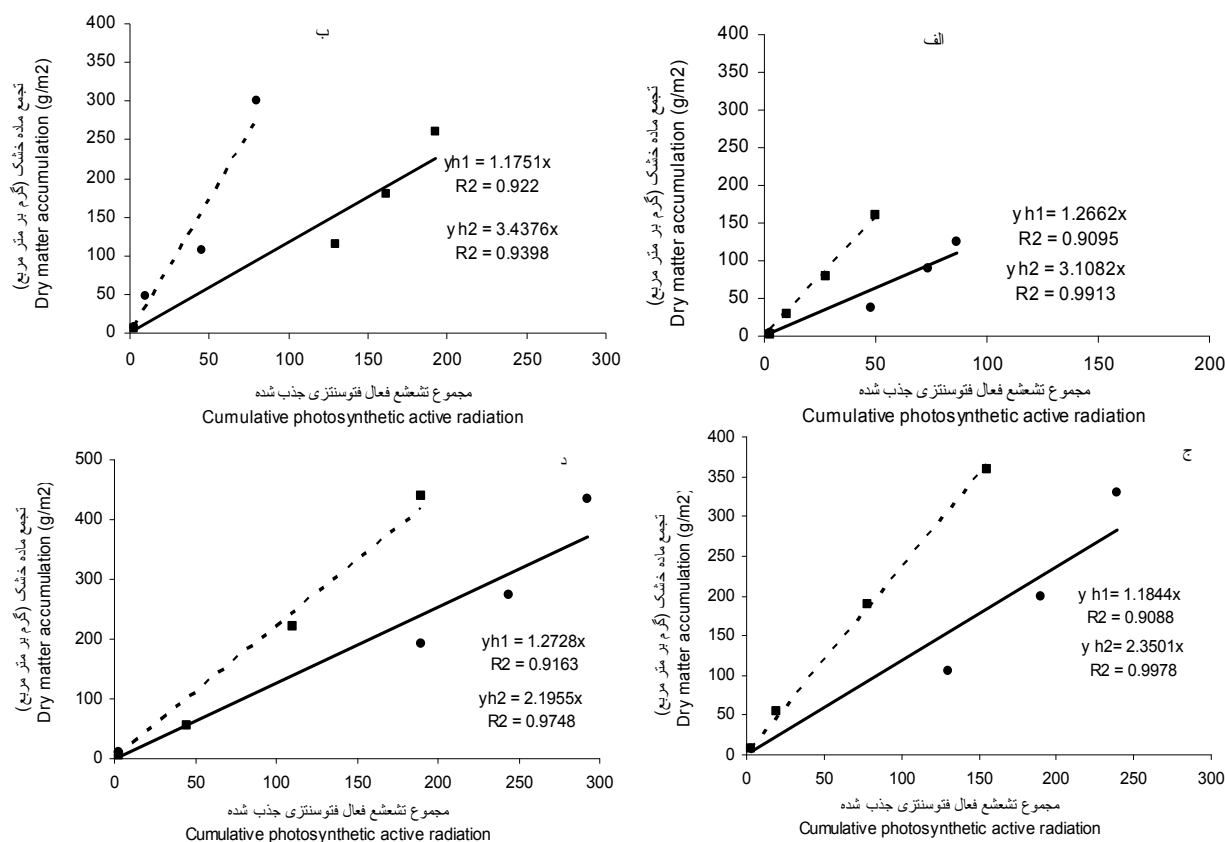 ب
400
350
300
250
200
150
100
50
0
تجمع ماده خشک (گرم بر متر مربع)
Dry matter accumulation (g/m2)
yh1 = 1.1751x
R2 = 0.922
yh2 = 3.4376x
R2 = 0.9398
0 50 100 150 200 250 300
مجموع تشعشع فعال فتوسنتزی جذب شده
Cumulative photosynthetic active radiation
الف
400
350
300
250
200
150
100
50
0
تجمع ماده خشک (گرم بر متر مربع)
Dry matter accumulation (g/m2)
y h1= 1.2662x
R2 = 0.9095
y h2 = 3.1082x
R2 = 0.9913
0 50 100 150 200
مجموع تشعشع فعال فتوسنتزی جذب شده
Cumulative photosynthetic active radiation
د
500
400
300
200
100
0
تجمع ماده خشک (گرم بر متر مربع)
Dry matter accumulation (g/m2)
yh1 = 1.2728x
R2 = 0.9163
yh2 = 2.1955x
R2 = 0.9748
0 50 100 150 200 250 300
مجموع تشعشع فعال فتوسنتزی جذب شده
Cumulative photosynthetic active radiation
ج
400
350
300
250
200
150
100
50
0
تجمع ماده خشک (گرم بر متر مربع)
Dry matter accumulation (g/m2)
y h1= 1.1844x
R2 = 0.9088
y h2= 2.3501x
R2 = 0.9978
0 50 100 150 200 250 300
مجموع تشعشع فعال فتوسنتزی جذب شده
Cumulative photosynthetic active radiation